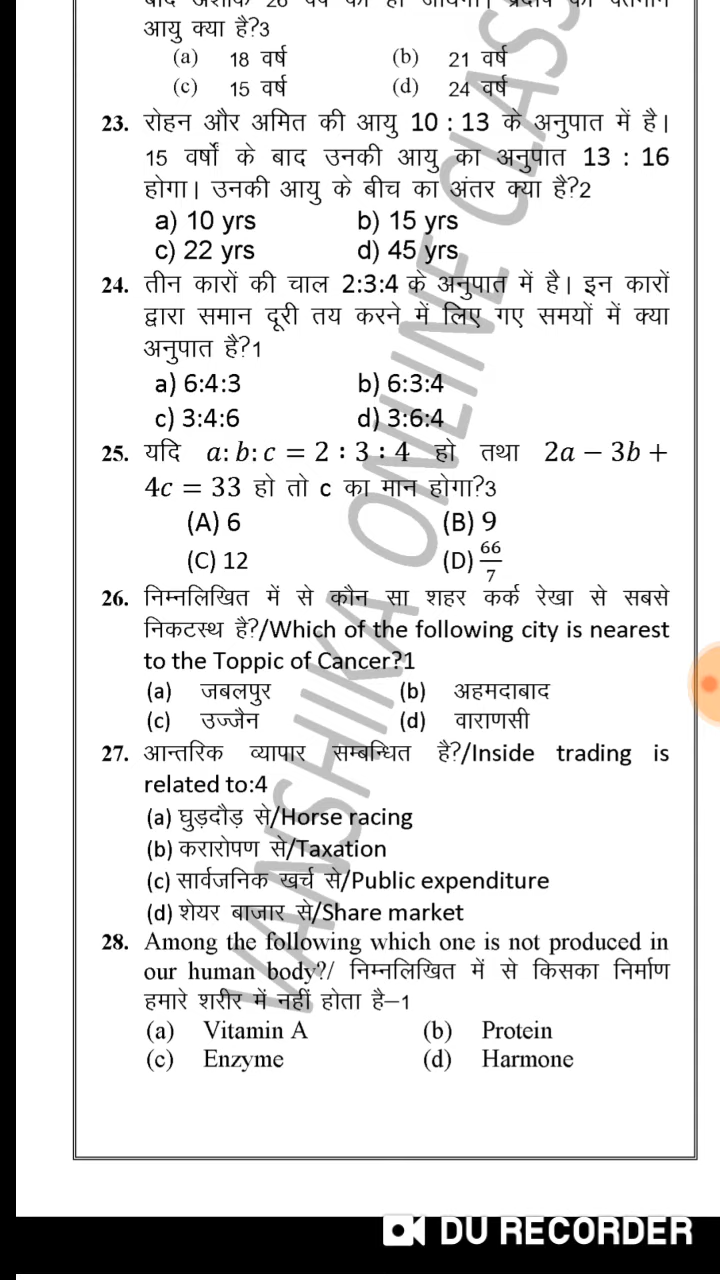 आयु क्या है?3
(a) 18 वर्ष (b) 21 वर्ष
(c) 15 वर्ष (d) 24 वर्ष
23. रोहन और अमित की आयु 10 : 13 के अनुपात में है।
15 वर्षों के बाद उनकी आयु का अनुपात 13 : 16
होगा। उनकी आयु के बीच का अंतर क्या है?2
a) 10 yrs b) 15 yrs
c) 22 yrs d) 45 yrs
24. तीन कारों की चाल 2:3:4 के अनुपात में है। इन कारों
द्वारा समान दूरी तय करने में लिए गए समयों में क्या
अनुपात है?1
a) 6:4:3 b) 6:3:4
c) 3:4:6 d) 3:6:4
25. यदि a: b: c = 2 : 3 : 4 हो तथा 2a − 3b +
4c = 33 हो तो c का मान होगा?3
(A) 6 (B) 9
(C) 12 (D) 66/7
26. निम्नलिखित में से कौन सा शहर कर्क रेखा से सबसे
निकटस्थ है?/Which of the following city is nearest
to the Toppic of Cancer?1
(a) जबलपुर (b) अहमदाबाद
(c) उज्जैन (d) वाराणसी
27. आन्तरिक व्यापार सम्बन्धित है?/Inside trading is
related to:4
(a) घुड़दौड़ से/Horse racing
(b) करारोपण से/Taxation
(c) सार्वजनिक खर्च से/Public expenditure
(d) शेयर बाजार से/Share market
28. Among the following which one is not produced in
our human body?/ निम्नलिखित में से किसका निर्माण
हमारे शरीर में नहीं होता है–1
(a) Vitamin A (b) Protein
(c) Enzyme (d) Harmone
VANSHIKA ONLINE CLASS
DU RECORDER